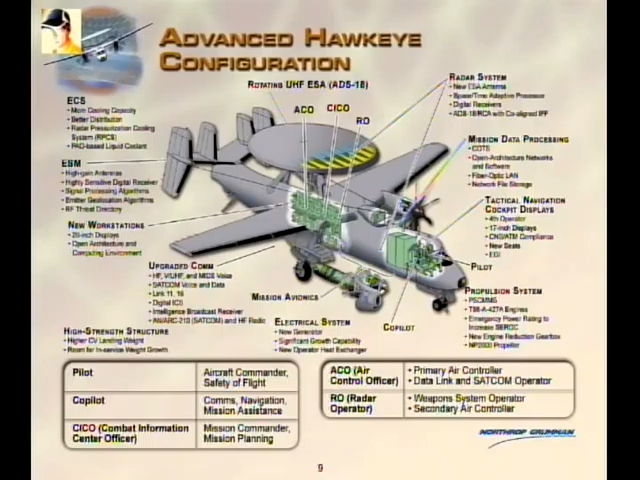 ADVANCED HAWKEYE
CONFIGURATION
ROTATING UHF ESA (ADS-18)
ACO
CICO
RO
ECS
• More Cooling Capacity
• Better Distribution
• Radar Pressurization Cooling
System (RPCS)
• PAO-based Liquid Coolant
ESM
• High-gain Antennas
• Highly Sensitive Digital Receiver
• Signal Processing Algorithms
• Emitter Geolocation Algorithms
• RF Threat Directory
NEW WORKSTATIONS
• 20-inch Displays
• Open Architecture and
Computing Environment
UPGRADED COMM
• HF, V/UHF, and MIDS Voice
• SATCOM Voice and Data
• Link 11, 16
• Digital ICS
• Intelligence Broadcast Receiver
• AN/ARC-210 (SATCOM) and HF Radio
HIGH-STRENGTH STRUCTURE
• Higher CV Landing Weight
• Room for In-service Weight Growth
MISSION AVIONICS
ELECTRICAL SYSTEM
• New Generator
• Significant Growth Capability
• New Operator Heat Exchanger
RADAR SYSTEM
• New ESA Antenna
• Space/Time Adaptive Processor
• Digital Receivers
• ADS-18/RCA with Co-aligned IFF
MISSION DATA PROCESSING
• COTS
• Open-Architecture Networks
and Software
• Fiber-Optic LAN
• Network File Storage
TACTICAL NAVIGATION
COCKPIT DISPLAYS
• 4th Operator
• 17-inch Displays
• CNS/ATM Compliance
• New Seats
• EGI
PILOT
COPILOT
PROPULSION SYSTEM
• T56-A-427A Engines
• Emergency Power Rating to
Increase SEROC
• New Engine Reduction Gearbox
• NP2000 Propeller
Pilot
Aircraft Commander,
Safety of Flight
Copilot
Comms, Navigation,
Mission Assistance
CICO (Combat Information
Center Officer)
Mission Commander,
Mission Planning
ACO (Air
Control Officer)
• Primary Air Controller
• Data Link and SATCOM Operator
RO (Radar
Operator)
• Weapons System Operator
• Secondary Air Controller
NORTHROP GRUMMAN
9